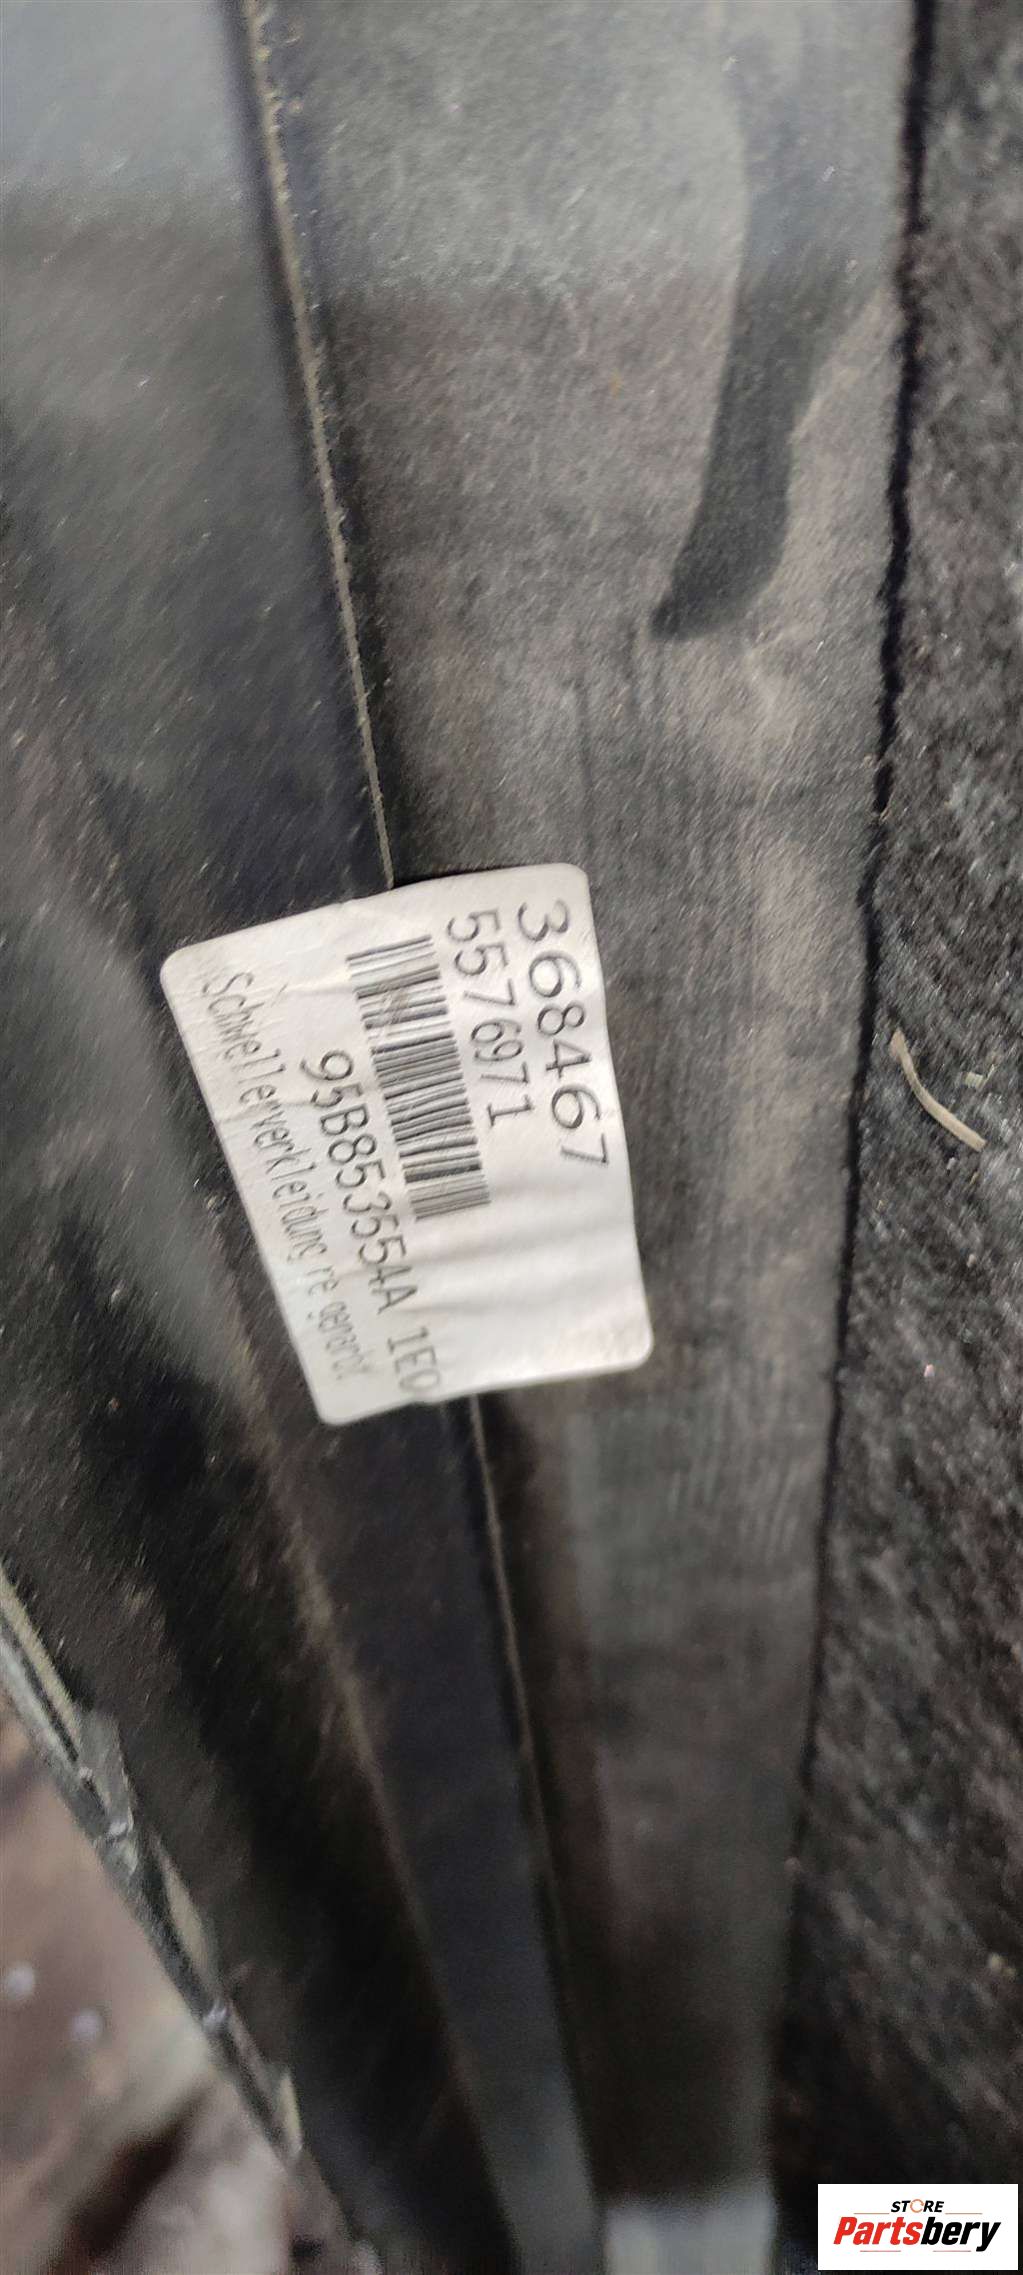 368467
5576971
95B853554A 1E0
Schwellerverkleidung re genarbt
STORE
Partsbery